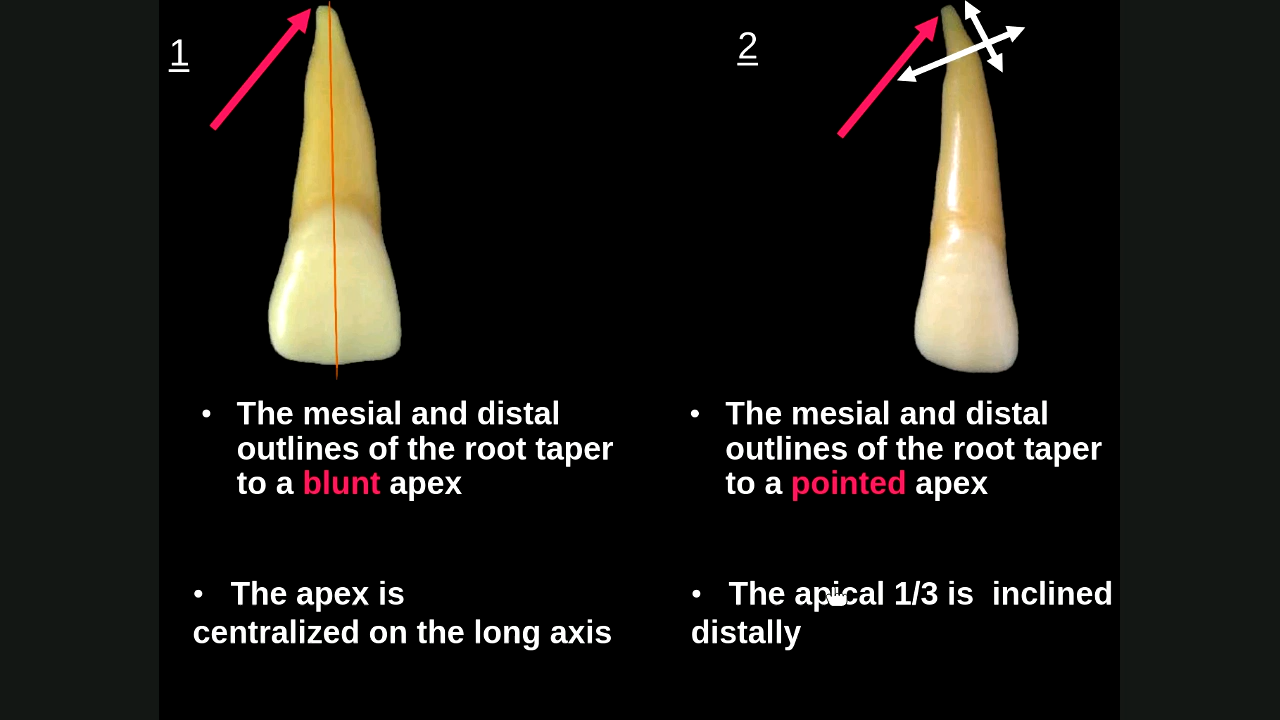 1
2
• The mesial and distal
outlines of the root taper
to a blunt apex
• The mesial and distal
outlines of the root taper
to a pointed apex
• The apex is
centralized on the long axis
• The apical 1/3 is inclined
distally